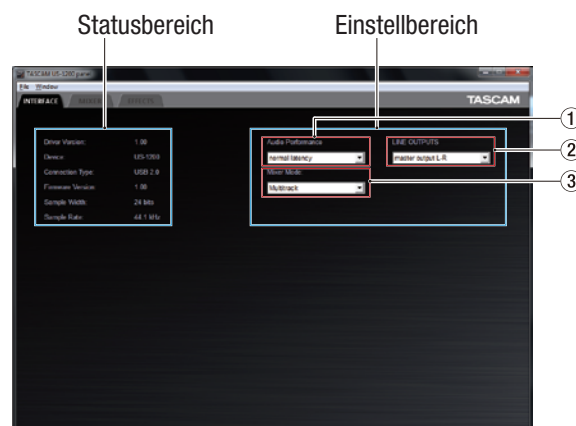 Statusbereich
Einstellbereich
TASCAM US-1200 panel
File Window
INTERFACE MIXER EFFECTS
TASCAM
Driver Version: 1.00
Device: US-1200
Connection Type: USB 2.0
Firmware Version: 1.00
Sample Width: 24 bits
Sample Rate: 44.1 kHz
Audio Performance
normal latency
LINE OUTPUTS
master output L-R
Mixer Mode:
Multitrack
1
2
3